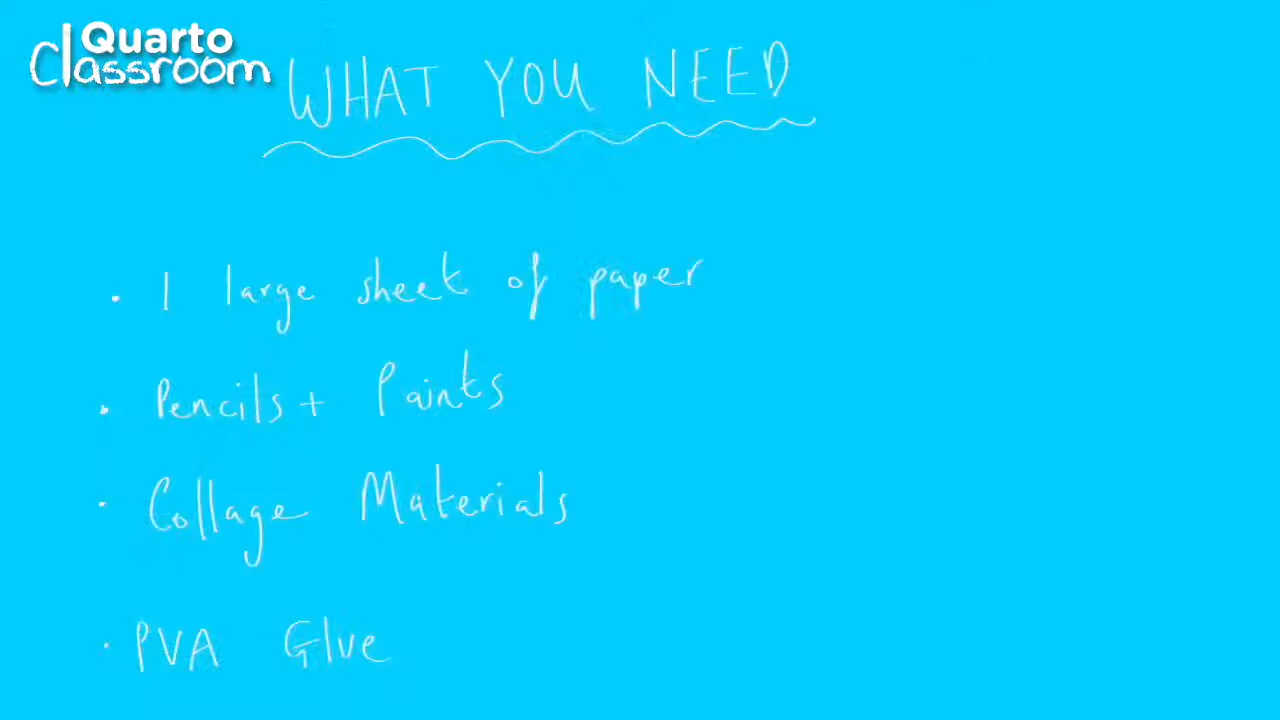 Quarto
classroom
WHAT YOU NEED
• 1 large sheet of paper
• Pencils + Paints
• Collage Materials
• PVA Glue